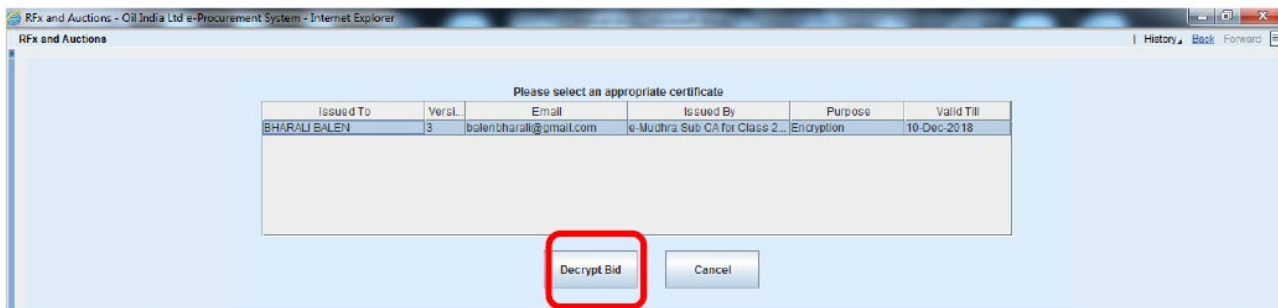 RFx and Auctions - Oil India Ltd e-Procurement System - Internet Explorer
RFx and Auctions | History Back Forward
Please select an appropriate certificate
Issued To Versi... Email Issued By Purpose Valid Till
BHARALI BALEN 3 balenbharali@gmail.com e-Mudhra Sub CA for Class 2... Encryption 10-Dec-2018
Decrypt Bid Cancel